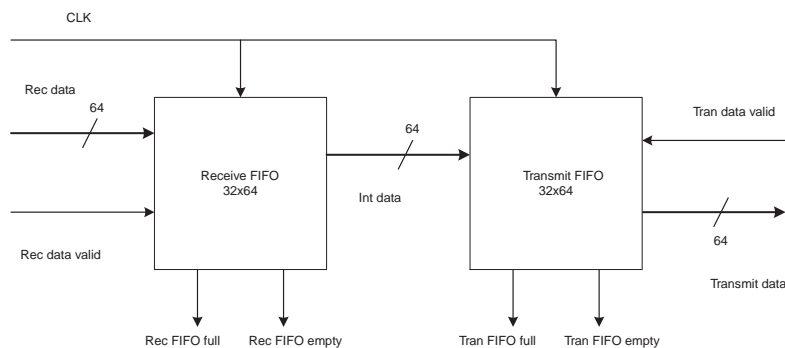 CLK
Rec data
64
Rec data valid
Receive FIFO
32x64
64
Int data
Transmit FIFO
32x64
Tran data valid
64
Transmit data
Rec FIFO full
Rec FIFO empty
Tran FIFO full
Tran FIFO empty